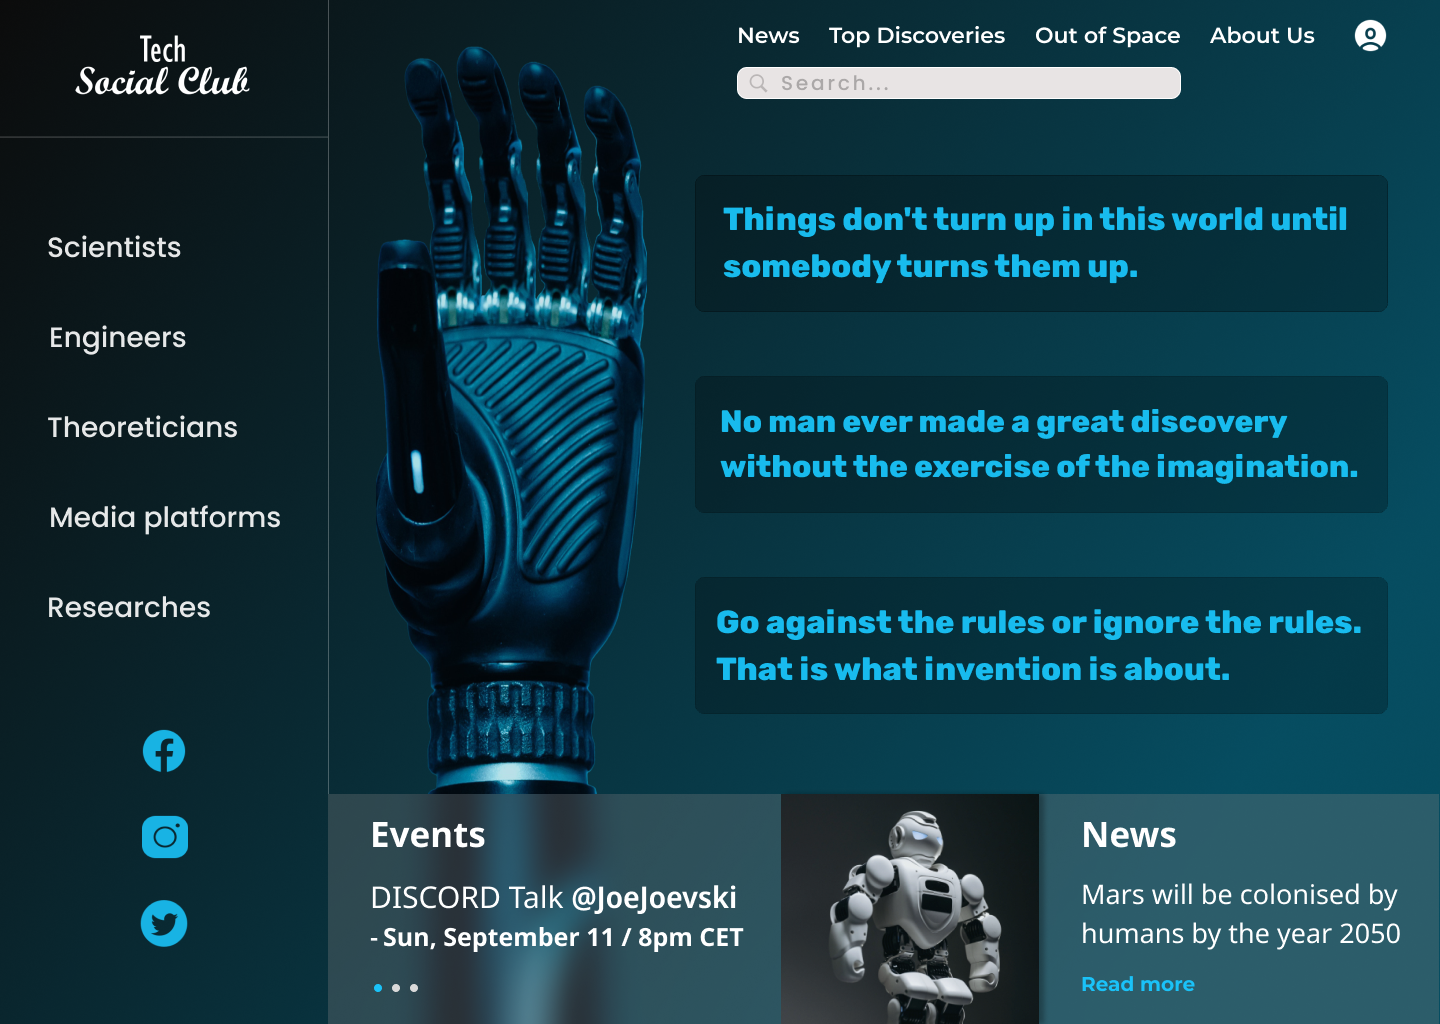 Tech
Social Club
News Top Discoveries Out of Space About Us
Search...
Scientists
Engineers
Theoreticians
Media platforms
Researches
Things don't turn up in this world until
somebody turns them up.
No man ever made a great discovery
without the exercise of the imagination.
Go against the rules or ignore the rules.
That is what invention is about.
Events
DISCORD Talk @JoeJoevski
- Sun, September 11 / 8pm CET
News
Mars will be colonised by
humans by the year 2050
Read more